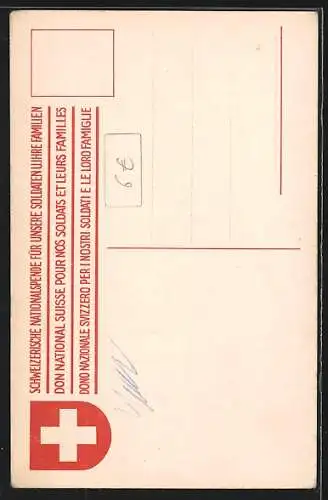 SCHWEIZERISCHE NATIONALSPENDE FÜR UNSERE SOLDATEN U.IHRE FAMILIEN
DON NATIONAL SUISSE POUR NOS SOLDATS ET LEURS FAMILLES
DONO NAZIONALE SVIZZERO PER I NOSTRI SOLDATI E LE LORO FAMIGLIE
6 €